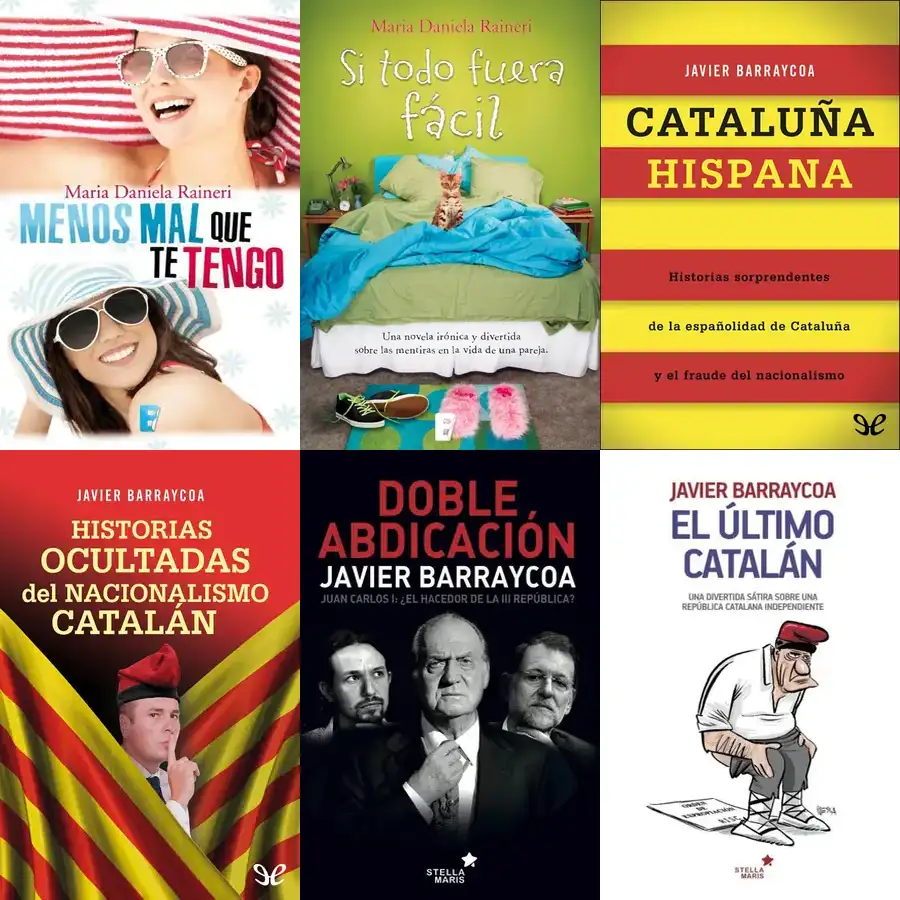 Maria Daniela Raineri
MENOS MAL QUE
TE TENGO
Maria Daniela Raineri
Si todo fuera
fácil
Una novela irónica y divertida
sobre las mentiras en la vida de una pareja.
JAVIER BARRAYCOA
CATALUÑA
HISPANA
Historias sorprendentes
de la españolidad de Cataluña
y el fraude del nacionalismo
JAVIER BARRAYCOA
HISTORIAS
OCULTADAS
del NACIONALISMO
CATALÁN
DOBLE
ABDICACIÓN
JAVIER BARRAYCOA
JUAN CARLOS I: ¿EL HACEDOR DE LA III REPÚBLICA?
STELLA
MARIS
JAVIER BARRAYCOA
EL ÚLTIMO
CATALÁN
UNA DIVERTIDA SÁTIRA SOBRE UNA
REPÚBLICA CATALANA INDEPENDIENTE
ORDEN
DE
EXPROPIACIÓN
STELLA
MARIS